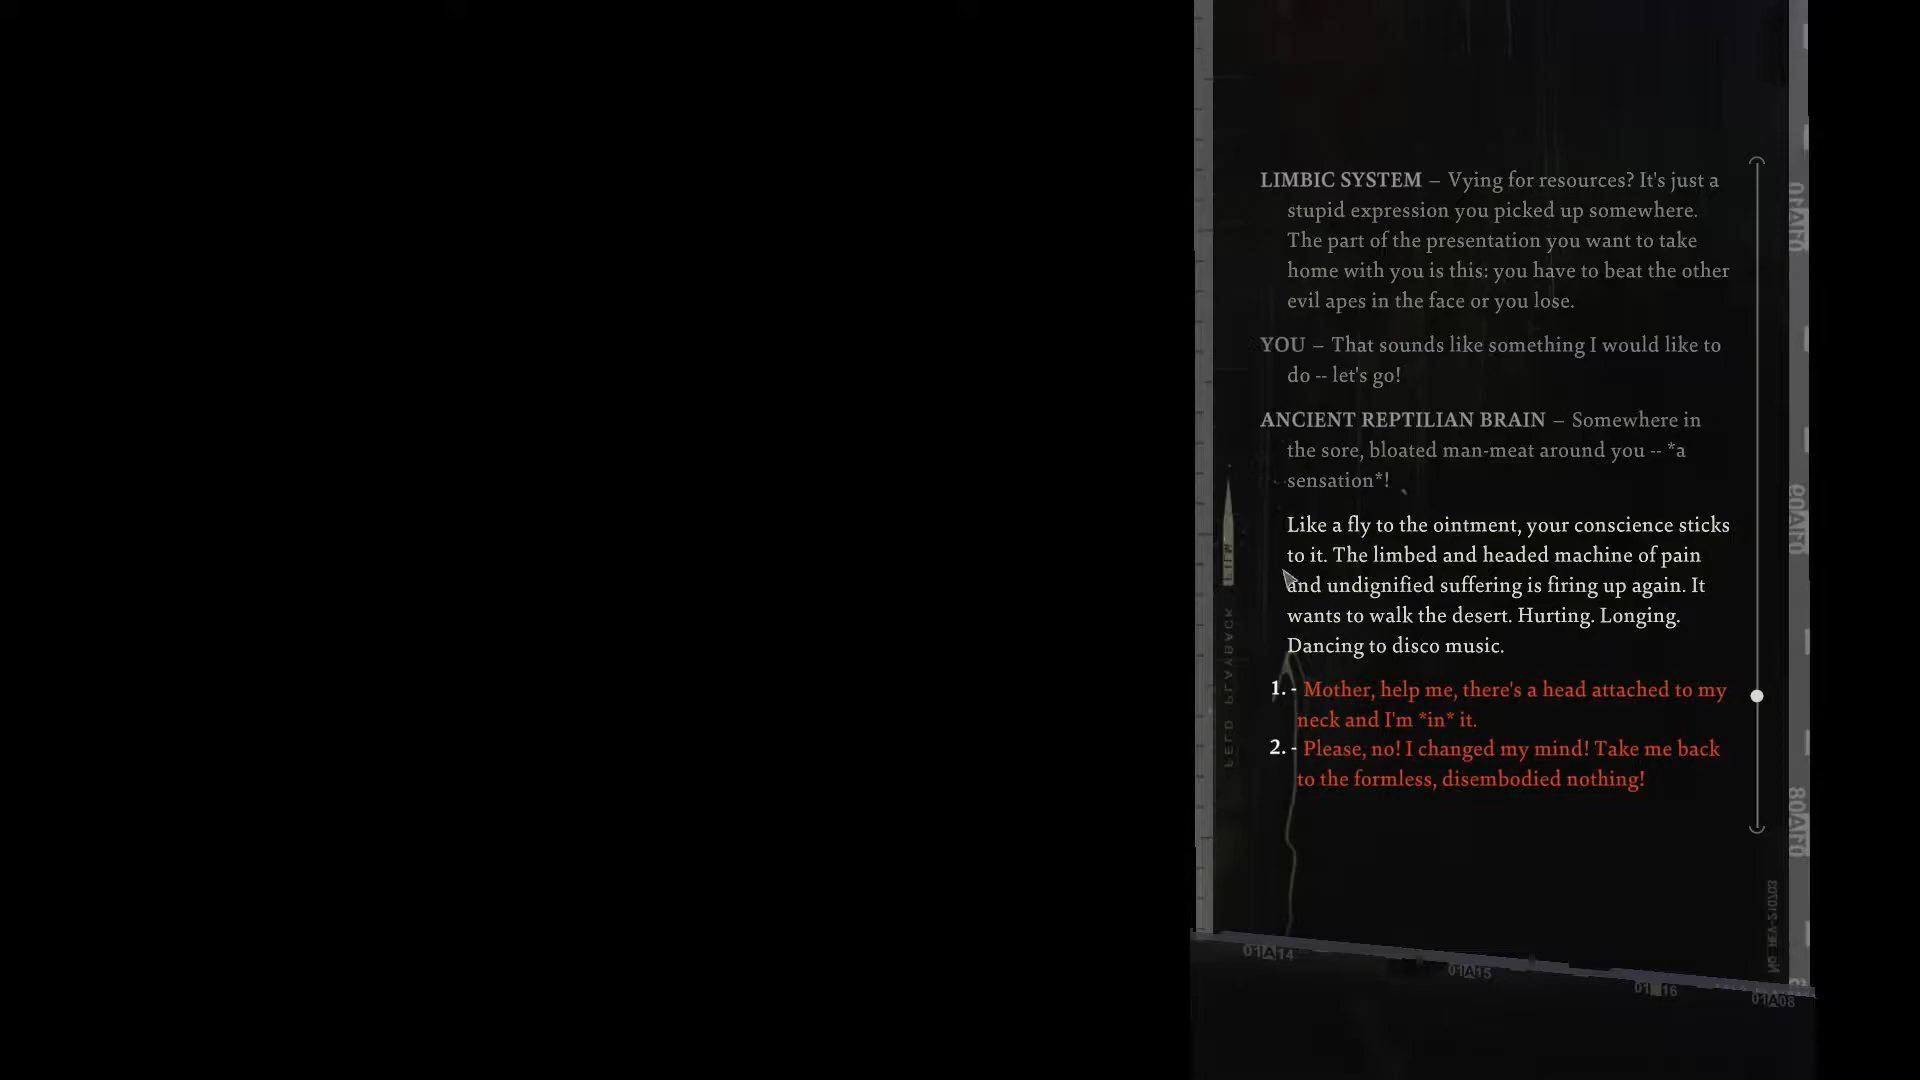 LIMBIC SYSTEM – Vying for resources? It's just a
stupid expression you picked up somewhere.
The part of the presentation you want to take
home with you is this: you have to beat the other
evil apes in the face or you lose.
YOU – That sounds like something I would like to
do -- let's go!
ANCIENT REPTILIAN BRAIN – Somewhere in
the sore, bloated man-meat around you -- *a
sensation*!
Like a fly to the ointment, your conscience sticks
to it. The limbed and headed machine of pain
and undignified suffering is firing up again. It
wants to walk the desert. Hurting. Longing.
Dancing to disco music.
1. - Mother, help me, there's a head attached to my
neck and I'm *in* it.
2. - Please, no! I changed my mind! Take me back
to the formless, disembodied nothing!
01A14
01A15
16
01A08